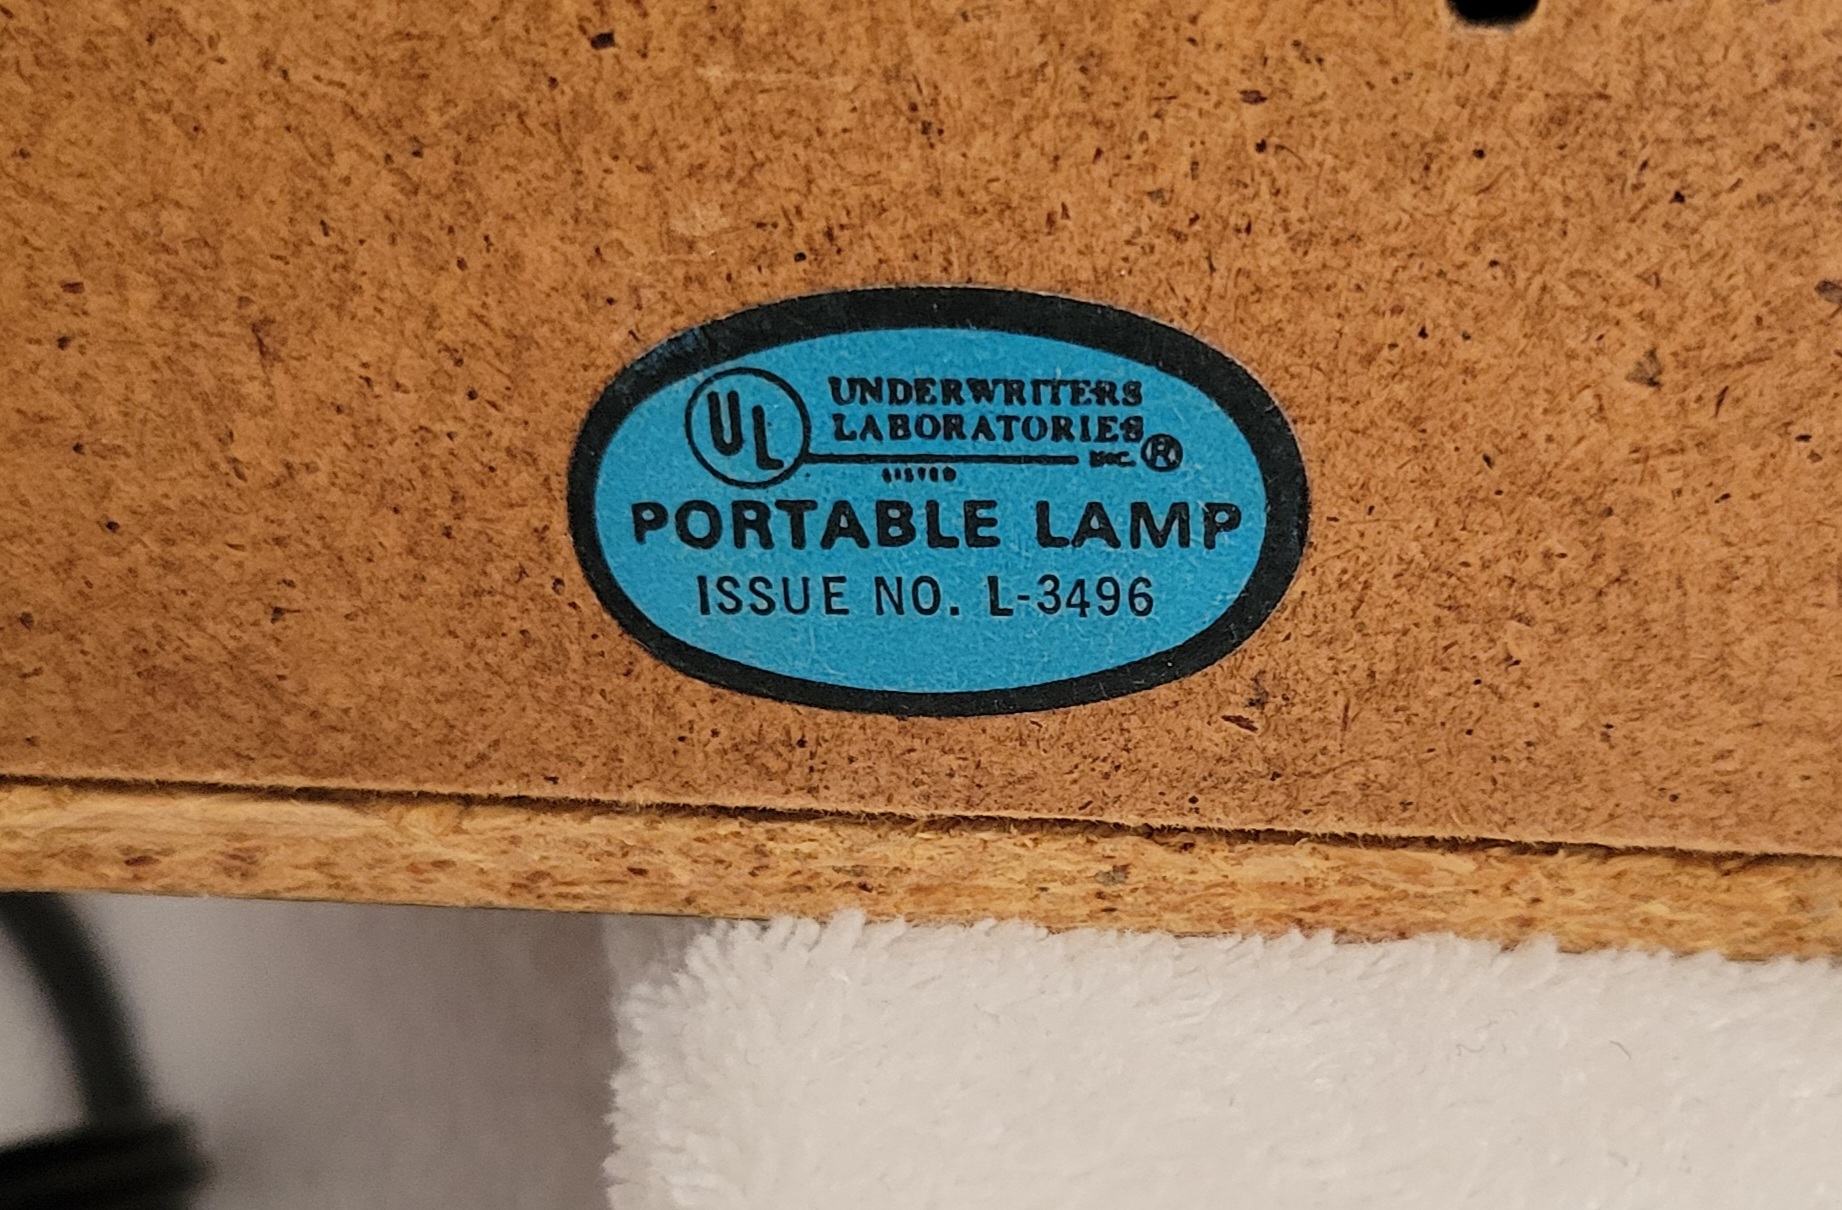 UL
UNDERWRITERS
LABORATORIES
INC. ®
LISTED
PORTABLE LAMP
ISSUE NO. L-3496